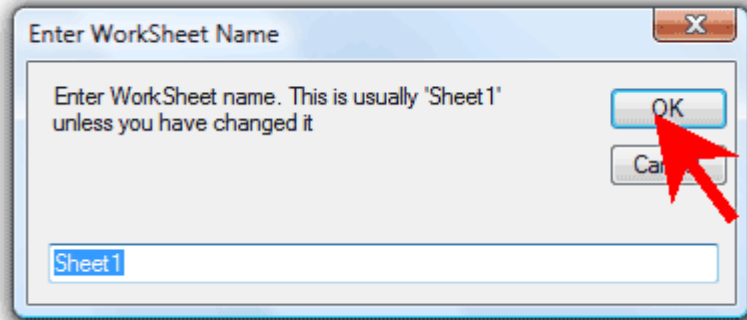 Enter WorkSheet Name
Enter WorkSheet name. This is usually 'Sheet1'
unless you have changed it
OK
Sheet1